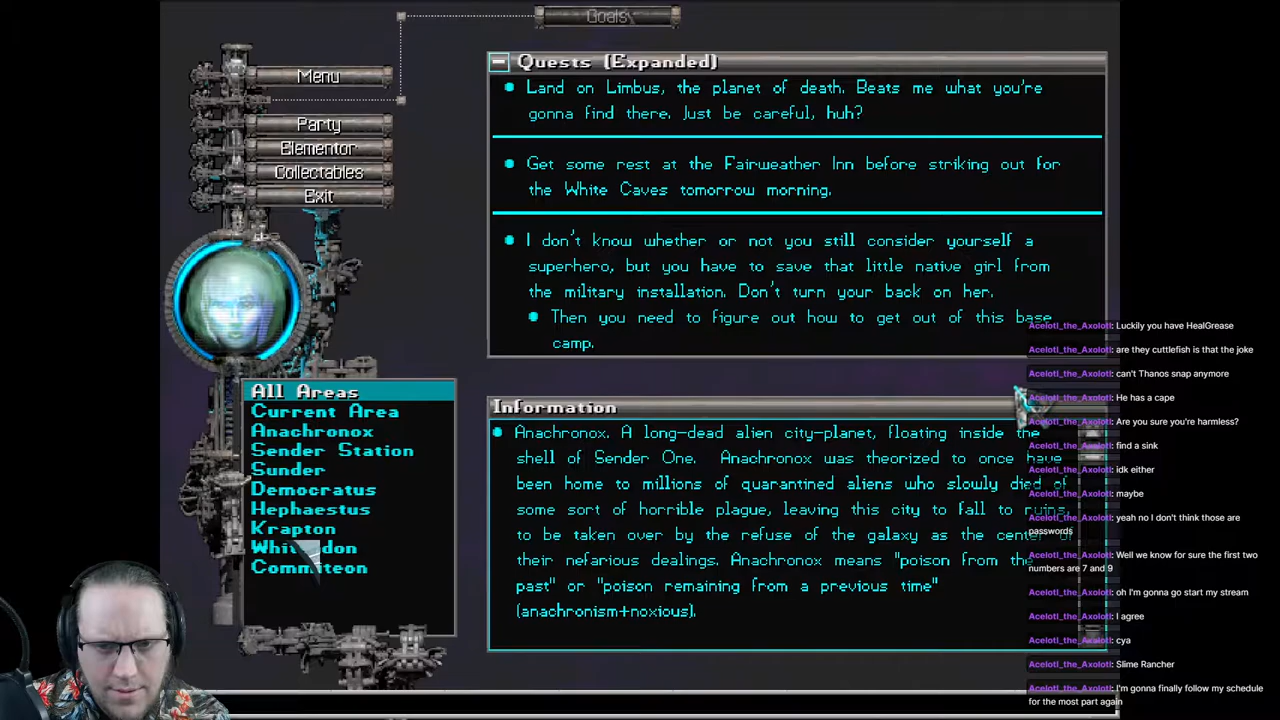 Goals
Menu
Party
Elementor
Collectables
Exit
Quests (Expanded)
Land on Limbus, the planet of death. Beats me what you're
gonna find there. Just be careful, huh?
Get some rest at the Fairweather Inn before striking out for
the White Caves tomorrow morning.
I don't know whether or not you still consider yourself a
superhero, but you have to save that little native girl from
the military installation. Don't turn your back on her.
Then you need to figure out how to get out of this base
camp.
All Areas
Current Area
Anachronox
Sender Station
Sunder
Democratus
Hephaestus
Krapton
Commiteon
Information
Anachronox. A long-dead alien city-planet, floating inside the
shell of Sender One. Anachronox was theorized to once have
been home to millions of quarantined aliens who slowly died of
some sort of horrible plague, leaving this city to fall to ruins,
to be taken over by the refuse of the galaxy as the center of
their nefarious dealings. Anachronox means "poison from the
past" or "poison remaining from a previous time"
(anachronism+noxious).
Acelotl_the_Axolotl: Luckily you have HealGrease
Acelotl_the_Axolotl: are they cuttlefish is that the joke
Acelotl_the_Axolotl: can't Thanos snap anymore
Acelotl_the_Axolotl: He has a cape
Acelotl_the_Axolotl: Are you sure you're harmless?
Acelotl_the_Axolotl: find a sink
Acelotl_the_Axolotl: idk either
Acelotl_the_Axolotl: maybe
Acelotl_the_Axolotl: yeah no I don't think those are
passwords
Acelotl_the_Axolotl: Well we know for sure the first two
numbers are 7 and 9
Acelotl_the_Axolotl: oh I'm gonna go start my stream
Acelotl_the_Axolotl: I agree
Acelotl_the_Axolotl: cya
Acelotl_the_Axolotl: Slime Rancher
Acelotl_the_Axolotl: I'm gonna finally follow my schedule
for the most part again